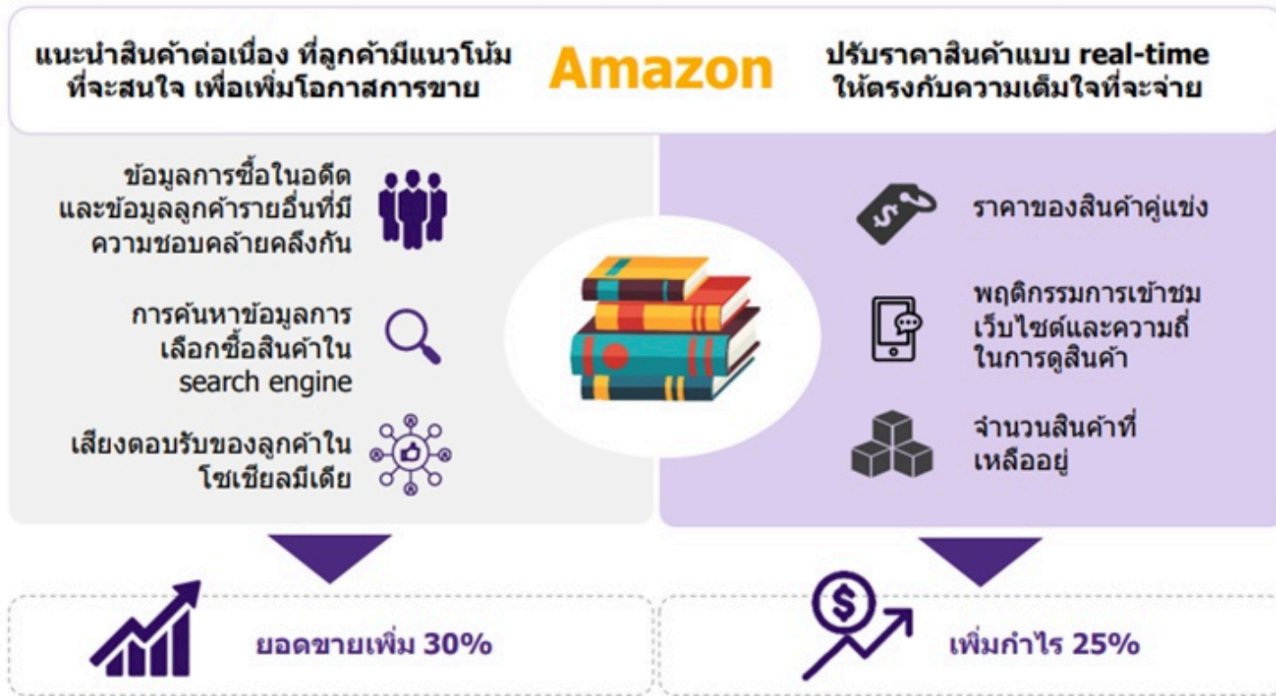 แนะนำสินค้าต่อเนื่อง ที่ลูกค้ามีแนวโน้ม
ที่จะสนใจ เพื่อเพิ่มโอกาสการขาย
Amazon
ปรับราคาสินค้าแบบ real-time
ให้ตรงกับความเต็มใจที่จะจ่าย
ข้อมูลการซื้อในอดีต
และข้อมูลลูกค้ารายอื่นที่มี
ความชอบคล้ายคลึงกัน
การค้นหาข้อมูลการ
เลือกซื้อสินค้าใน
search engine
เสียงตอบรับของลูกค้าใน
โซเชียลมีเดีย
ราคาของสินค้าคู่แข่ง
พฤติกรรมการเข้าชม
เว็บไซต์และความถี่
ในการดูสินค้า
จำนวนสินค้าที่
เหลืออยู่
ยอดขายเพิ่ม 30%
เพิ่มกำไร 25%